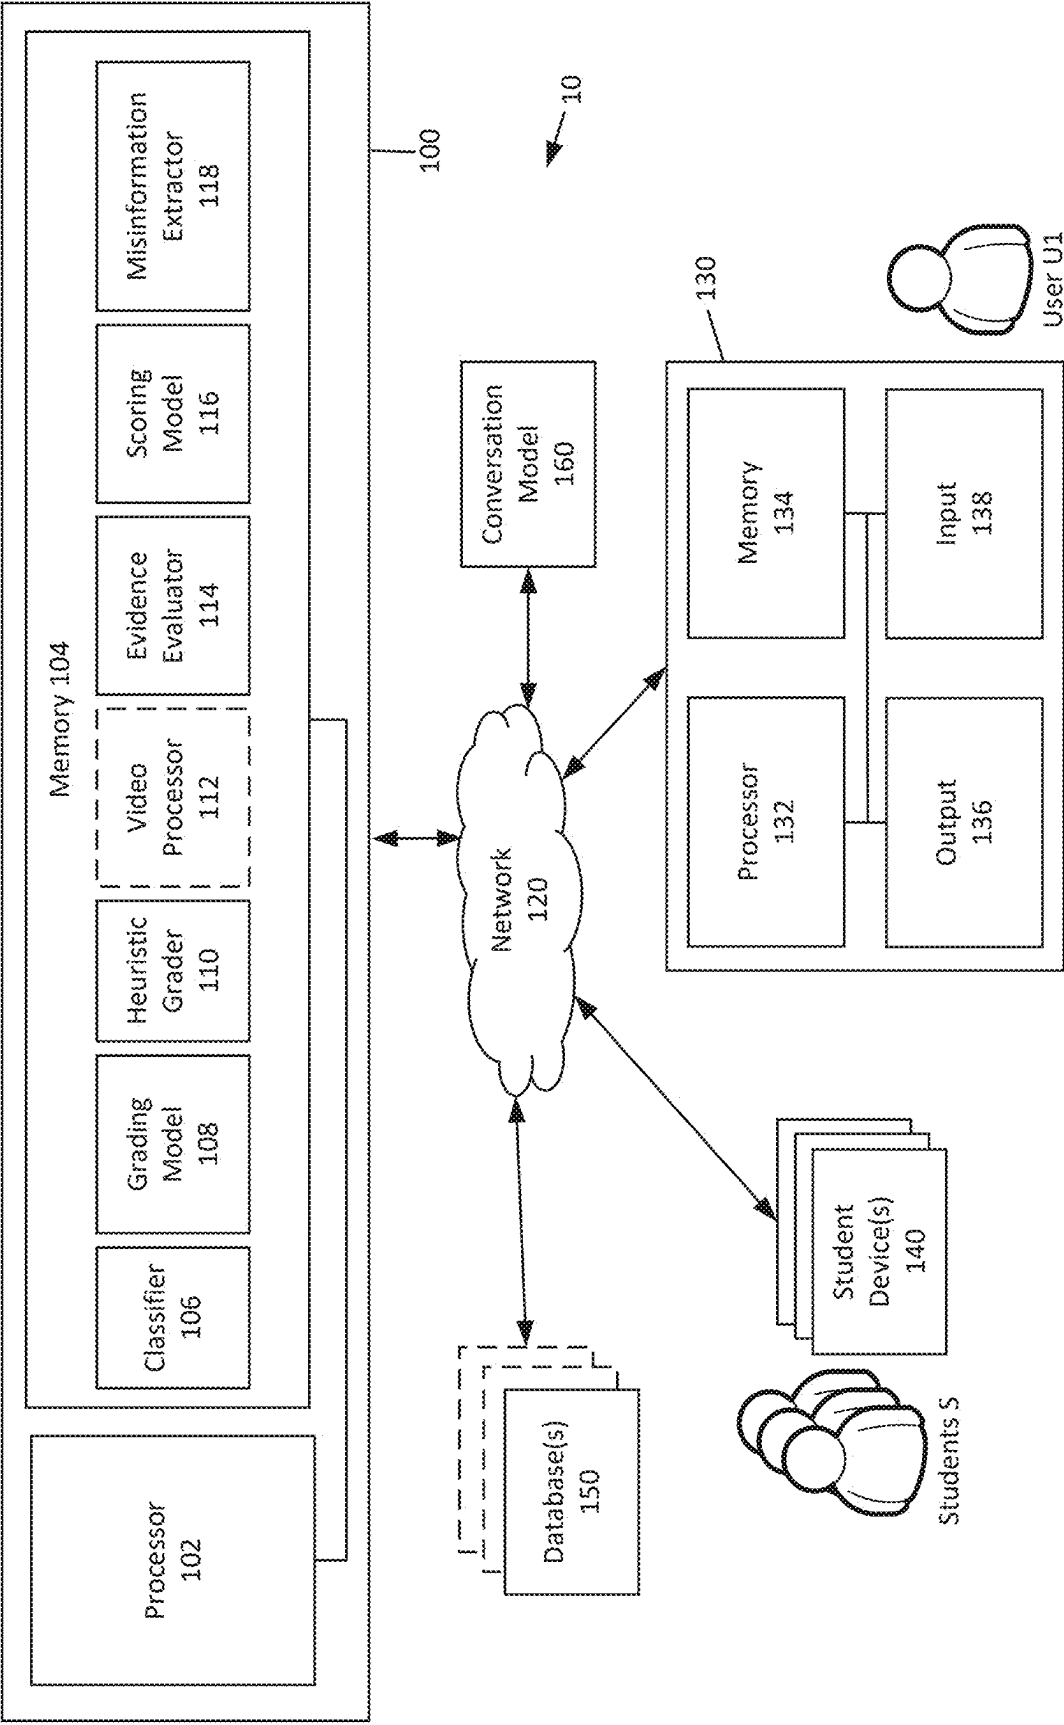 Memory 104
Processor
102
Classifier
106
Grading
Model
108
Heuristic
Grader
110
Video
Processor
112
Evidence
Evaluator
114
Scoring
Model
116
Misinformation
Extractor
118
100
10
Network
120
Conversation
Model
160
Database(s)
150
Students S
Student
Device(s)
140
130
Processor
132
Memory
134
Output
136
Input
138
User U1